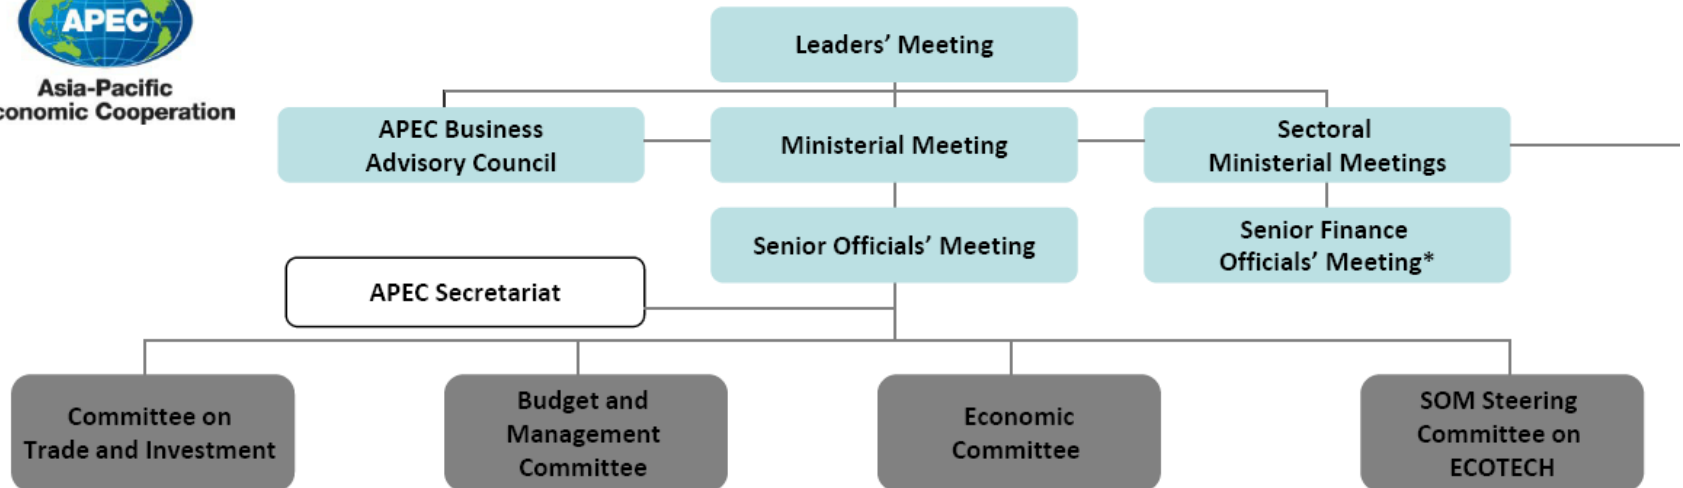 APEC
Asia-Pacific
conomic Cooperation
Leaders’ Meeting
APEC Business
Advisory Council
Ministerial Meeting
Sectoral
Ministerial Meetings
Senior Officials’ Meeting
Senior Finance
Officials’ Meeting*
APEC Secretariat
Committee on
Trade and Investment
Budget and
Management
Committee
Economic
Committee
SOM Steering
Committee on
ECOTECH